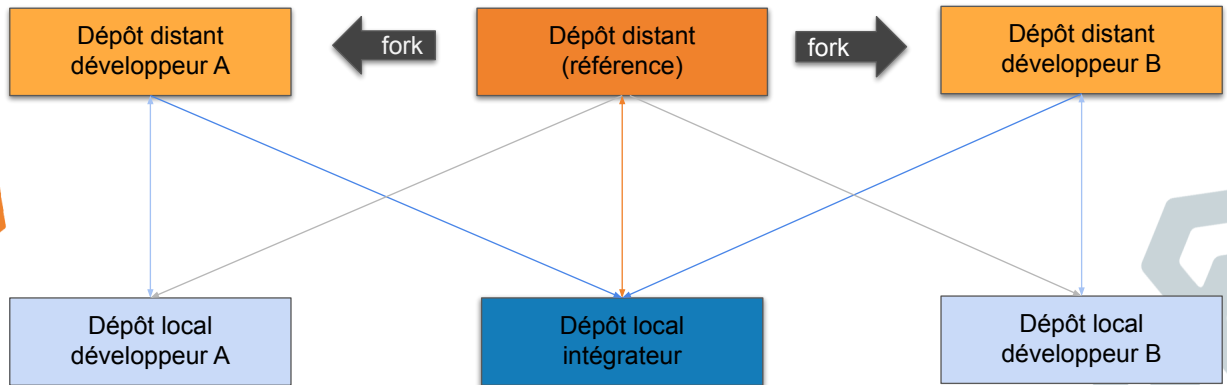 Dépôt distant
développeur A
fork
Dépôt distant
(référence)
fork
Dépôt distant
développeur B
Dépôt local
développeur A
Dépôt local
intégrateur
Dépôt local
développeur B